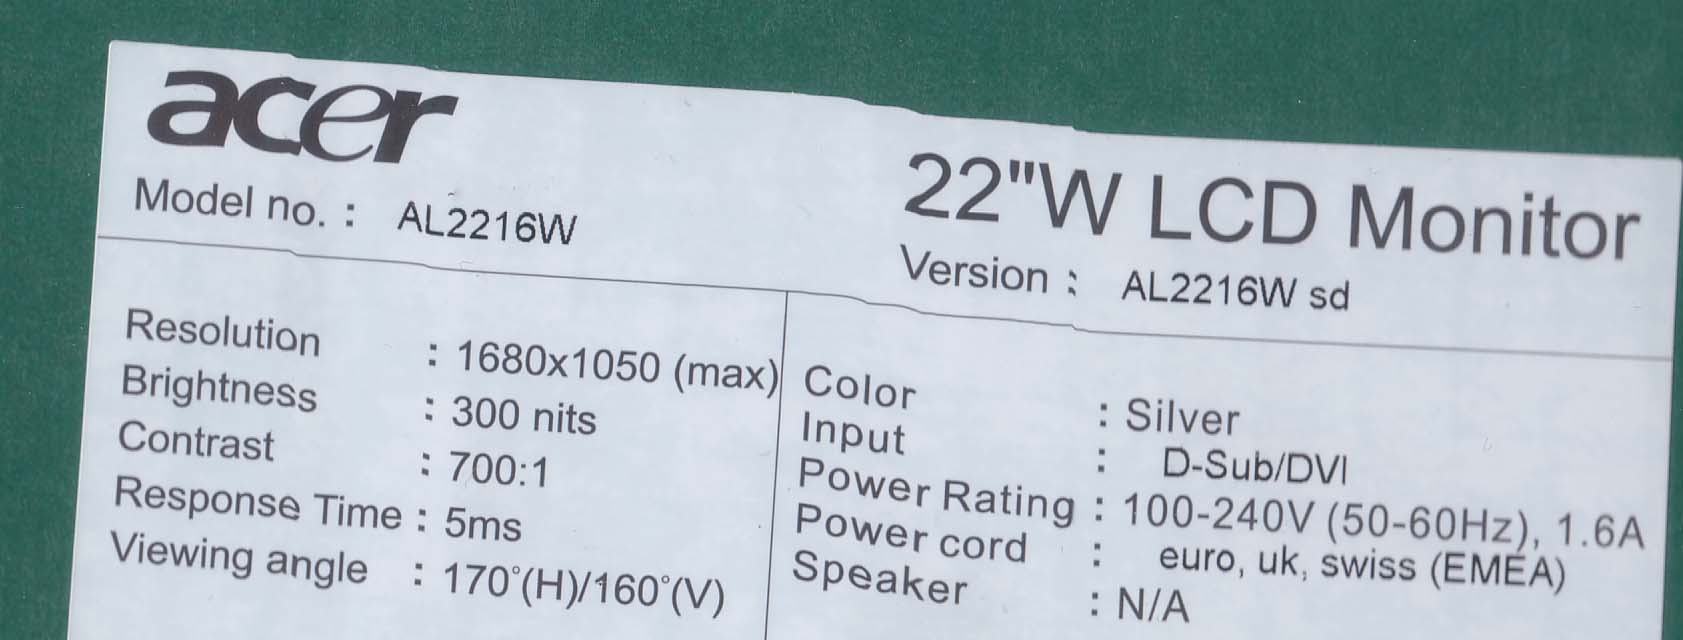 acer
Model no. : AL2216W
22"W LCD Monitor
Version : AL2216W sd
Resolution : 1680x1050 (max)
Brightness : 300 nits
Contrast : 700:1
Response Time : 5ms
Viewing angle : 170°(H)/160°(V)
Color : Silver
Input : D-Sub/DVI
Power Rating : 100-240V (50-60Hz), 1.6A
Power cord : euro, uk, swiss (EMEA)
Speaker : N/A